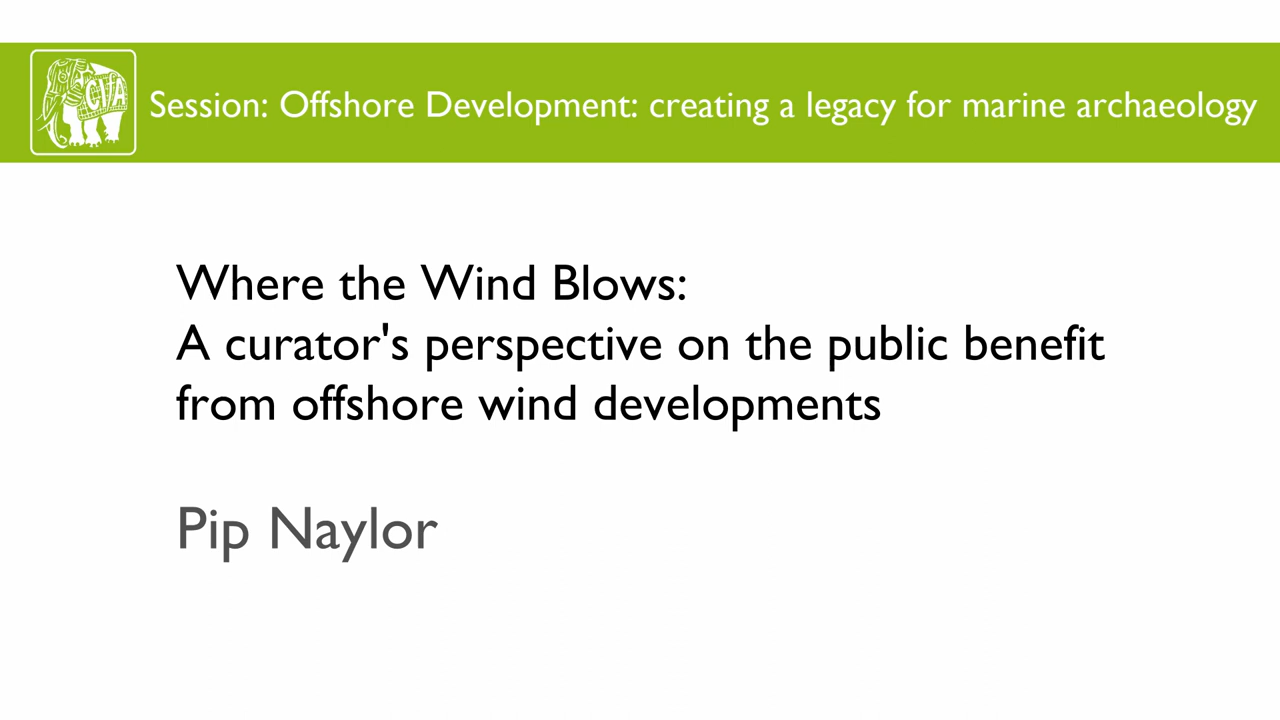 CVA
Session: Offshore Development: creating a legacy for marine archaeology
Where the Wind Blows:
A curator's perspective on the public benefit
from offshore wind developments
Pip Naylor